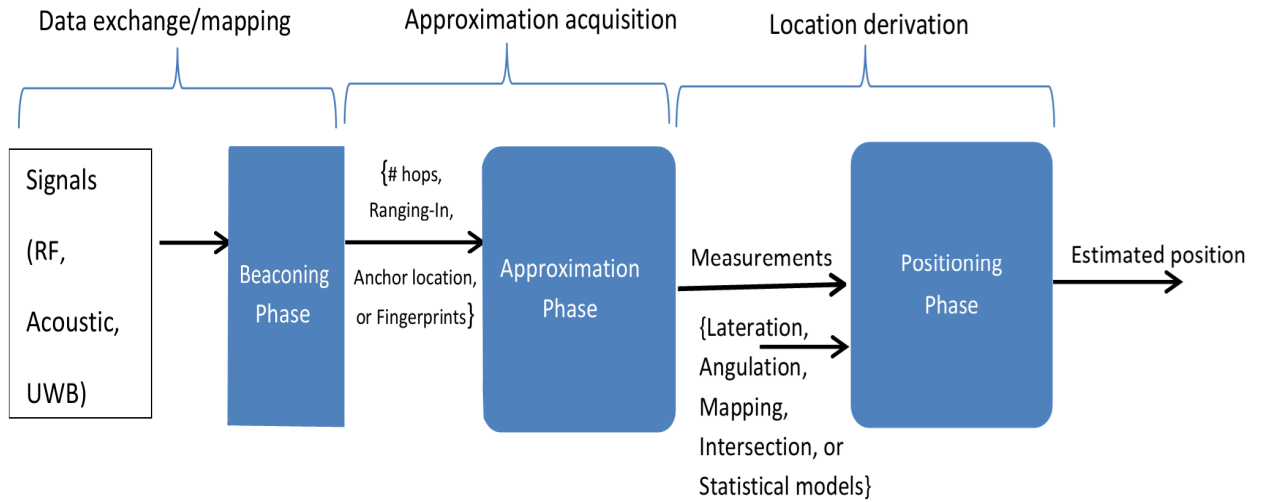 Data exchange/mapping
Approximation acquisition
Location derivation
Signals
(RF,
Acoustic,
UWB)
Beaconing
Phase
{# hops,
Ranging-In,
Anchor location,
or Fingerprints}
Approximation
Phase
Measurements
{Lateration,
Angulation,
Mapping,
Intersection, or
Statistical models}
Positioning
Phase
Estimated position